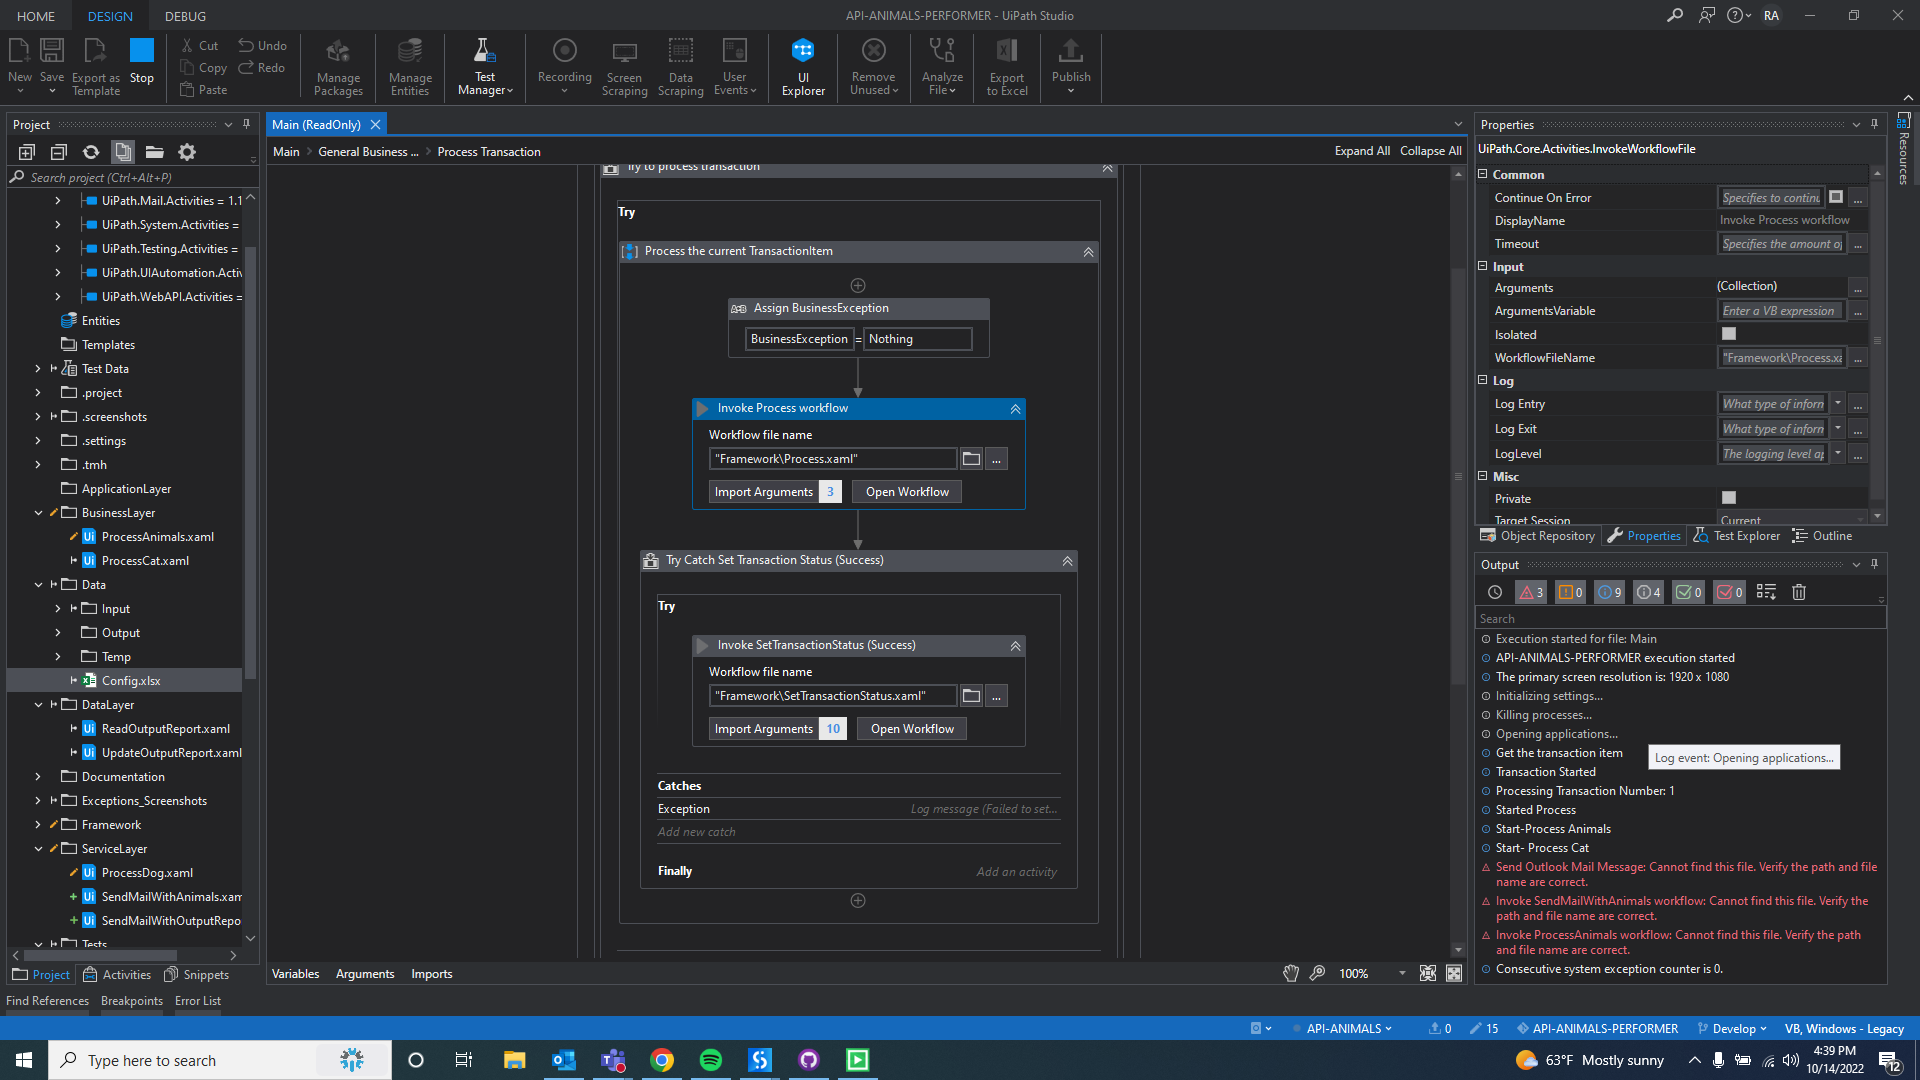 HOME
DESIGN
DEBUG
API-ANIMALS-PERFORMER - UiPath Studio
RA
New
Save
Export as Template
Stop
Cut
Copy
Paste
Undo
Redo
Manage Packages
Manage Entities
Test Manager
Recording
Screen Scraping
Data Scraping
User Events
UI Explorer
Remove Unused
Analyze File
Export to Excel
Publish
Project
Search project (Ctrl+Alt+P)
UiPath.Mail.Activities = 1.1
UiPath.System.Activities =
UiPath.Testing.Activities =
UiPath.UIAutomation.Activ
UiPath.WebAPI.Activities =
Entities
Templates
Test Data
.project
.screenshots
.settings
.tmh
ApplicationLayer
BusinessLayer
ProcessAnimals.xaml
ProcessCat.xaml
Data
Input
Output
Temp
Config.xlsx
DataLayer
ReadOutputReport.xaml
UpdateOutputReport.xaml
Documentation
Exceptions_Screenshots
Framework
ServiceLayer
ProcessDog.xaml
SendMailWithAnimals.xam
SendMailWithOutputRepo
Tests
Project
Activities
Snippets
Main (ReadOnly)
Main > General Business ... > Process Transaction
Expand All
Collapse All
Try to process transaction
Try
Process the current TransactionItem
Assign BusinessException
BusinessException = Nothing
Invoke Process workflow
Workflow file name
"Framework\Process.xaml"
...
Import Arguments 3
Open Workflow
Try Catch Set Transaction Status (Success)
Try
Invoke SetTransactionStatus (Success)
Workflow file name
"Framework\SetTransactionStatus.xaml"
...
Import Arguments 10
Open Workflow
Catches
Exception
Log message (Failed to set...
Add new catch
Finally
Add an activity
Variables
Arguments
Imports
100%
Properties
UiPath.Core.Activities.InvokeWorkflowFile
Common
Continue On Error
Specifies to continu
...
DisplayName
Invoke Process workflow
Timeout
Specifies the amount of
...
Input
Arguments
(Collection)
...
ArgumentsVariable
Enter a VB expression
...
Isolated
WorkflowFileName
"Framework\Process.xa
...
Log
Log Entry
What type of inform
...
Log Exit
What type of inform
...
LogLevel
The logging level ap
...
Misc
Private
Target Session
Current
Object Repository
Properties
Test Explorer
Outline
Resources
Output
3
0
9
4
0
0
Search
Execution started for file: Main
API-ANIMALS-PERFORMER execution started
The primary screen resolution is: 1920 x 1080
Initializing settings...
Killing processes...
Opening applications...
Get the transaction item
Log event: Opening applications...
Transaction Started
Processing Transaction Number: 1
Started Process
Start-Process Animals
Start- Process Cat
Send Outlook Mail Message: Cannot find this file. Verify the path and file
name are correct.
Invoke SendMailWithAnimals workflow: Cannot find this file. Verify the
path and file name are correct.
Invoke ProcessAnimals workflow: Cannot find this file. Verify the path
and file name are correct.
Consecutive system exception counter is 0.
Find References
Breakpoints
Error List
API-ANIMALS
0
15
API-ANIMALS-PERFORMER
Develop
VB, Windows - Legacy
Type here to search
63°F Mostly sunny
4:39 PM
10/14/2022
12